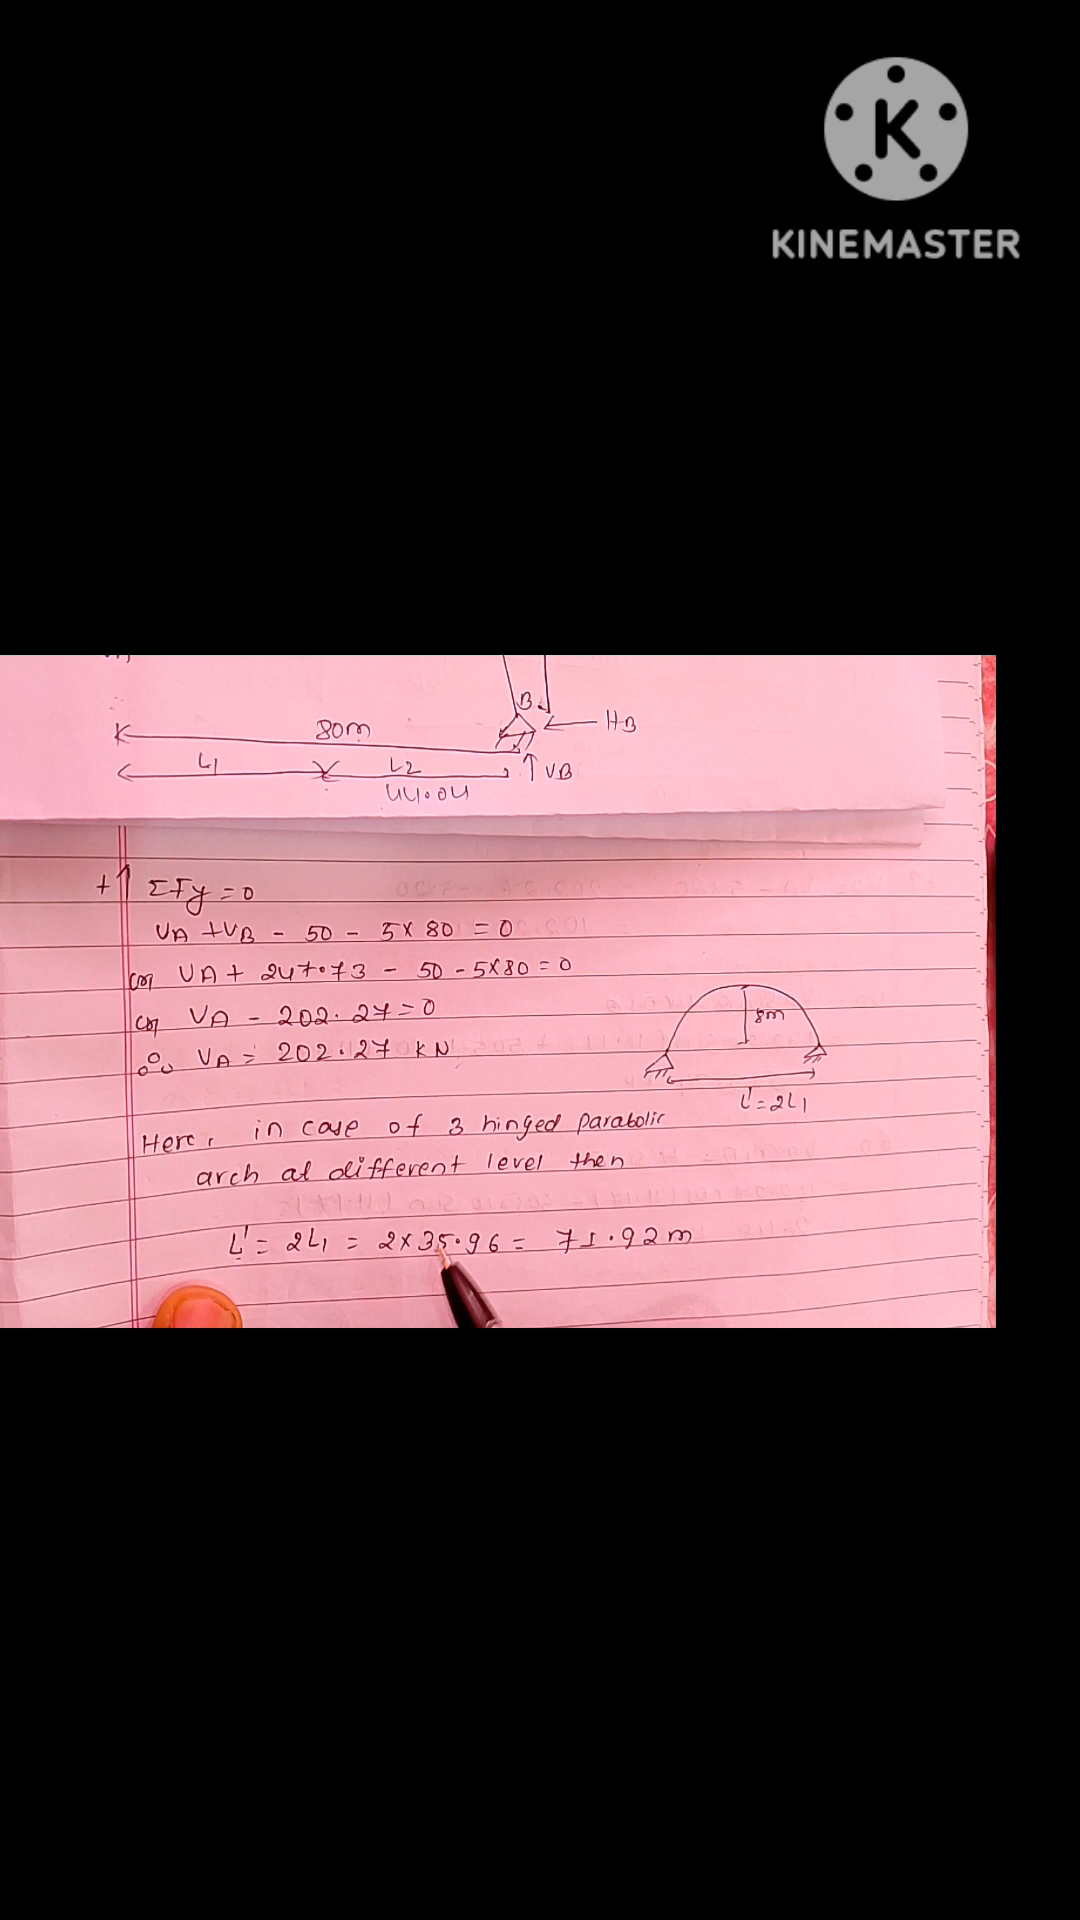 KINEMASTER
B
HB
80m
L1
L2
VB
44.04
+ ΣFy = 0
VA + VB - 50 - 5 × 80 = 0
or VA + 247.73 - 50 - 5×80 = 0
or VA - 202.27 = 0
∴ VA = 202.27 KN
8m
L' = 2L1
Here, in case of 3 hinged parabolic
arch at different level then
L' = 2L1 = 2 × 35.96 = 71.92 m